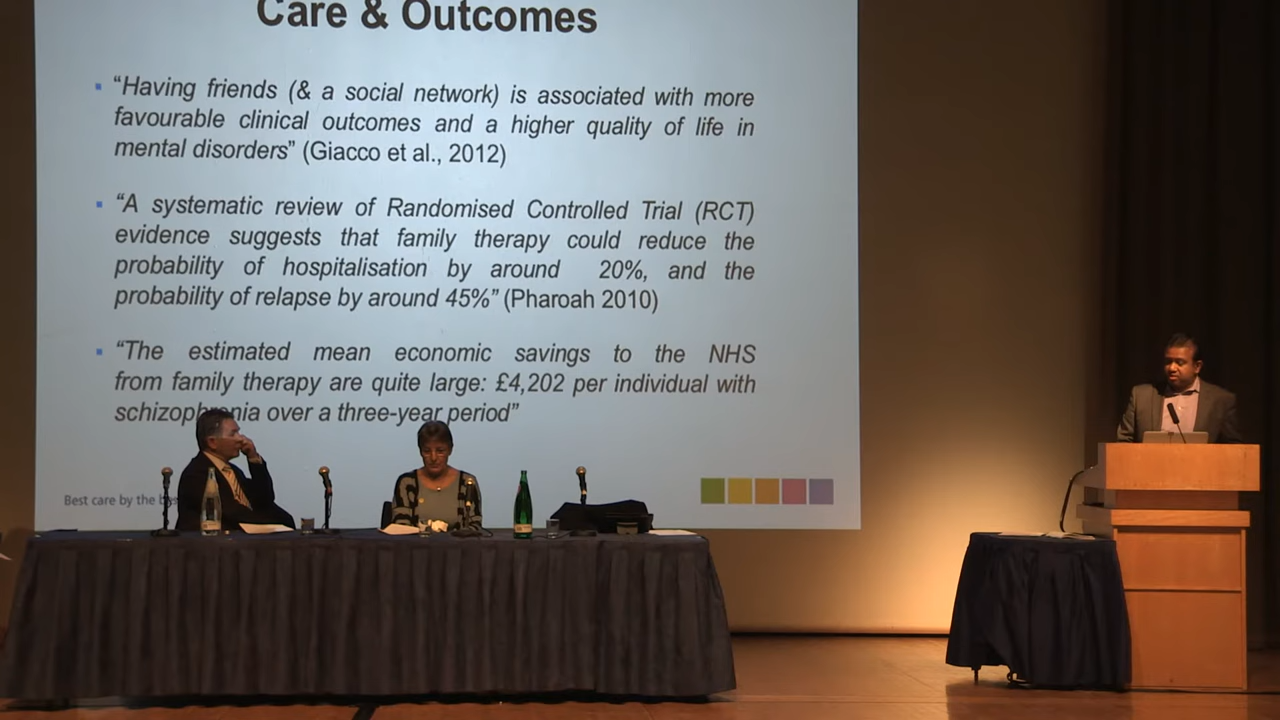 Care & Outcomes
“Having friends (& a social network) is associated with more
favourable clinical outcomes and a higher quality of life in
mental disorders” (Giacco et al., 2012)
“A systematic review of Randomised Controlled Trial (RCT)
evidence suggests that family therapy could reduce the
probability of hospitalisation by around 20%, and the
probability of relapse by around 45%” (Pharoah 2010)
“The estimated mean economic savings to the NHS
from family therapy are quite large: £4,202 per individual with
schizophrenia over a three-year period”
Best care by the